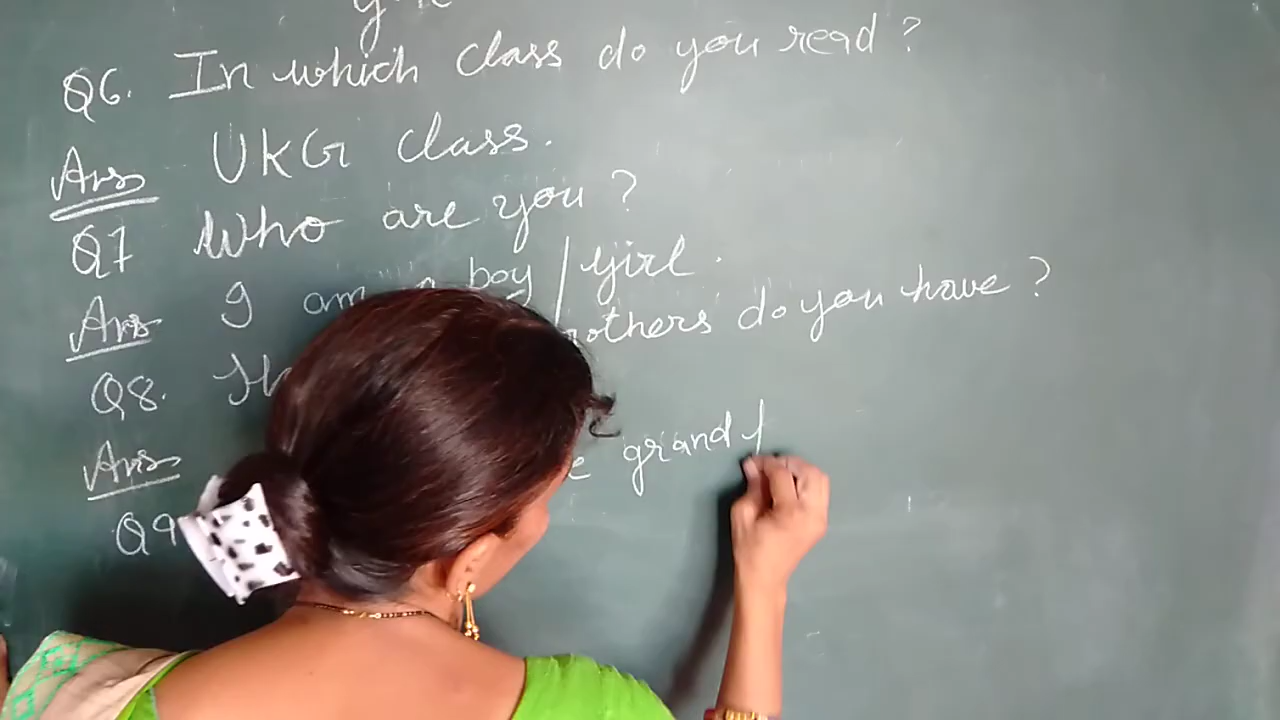 Q6. In which class do you read?
Ans UKG class.
Q7 Who are you?
Ans I am a boy / girl.
Q8. do you have?
Ans
Q9 grand